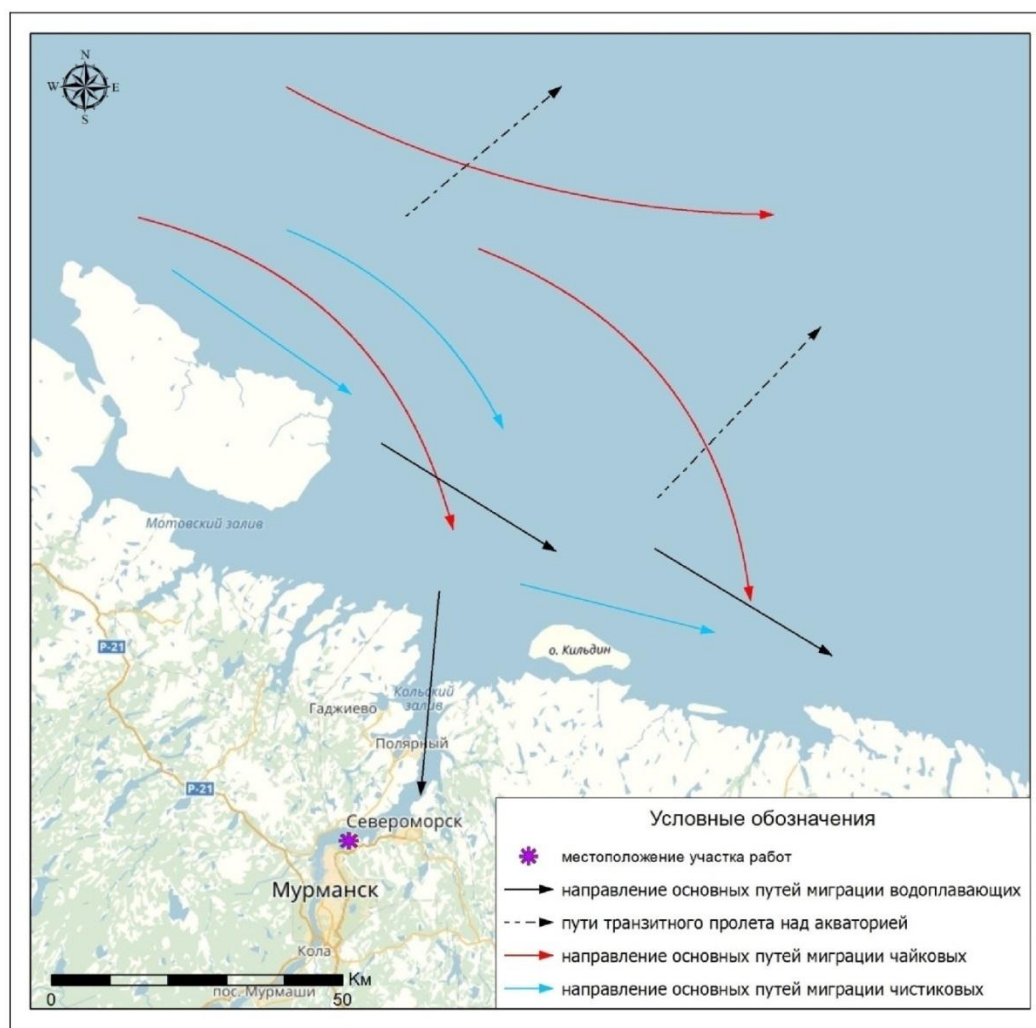 N
W E
S
Мотовский залив
Р-21
о. Кильдин
Гаджиево
Кольский
залив
Полярный
Р-21
Североморск
Мурманск
Кола
пос. Мурмаши
0 50 Км
Условные обозначения
местоположение участка работ
направление основных путей миграции водоплавающих
пути транзитного пролета над акваторией
направление основных путей миграции чайковых
направление основных путей миграции чистиковых